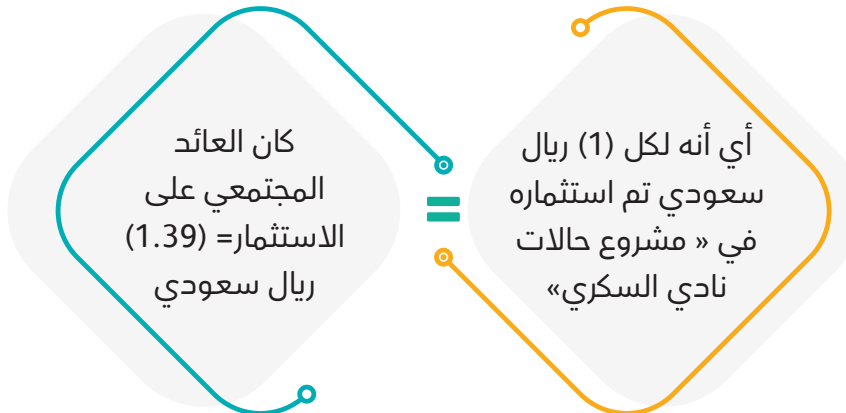 أي أنه لكل (1) ريال
سعودي تم استثماره
في « مشروع حالات
نادي السكري»
=
كان العائد
المجتمعي على
الاستثمار= (1.39)
ريال سعودي